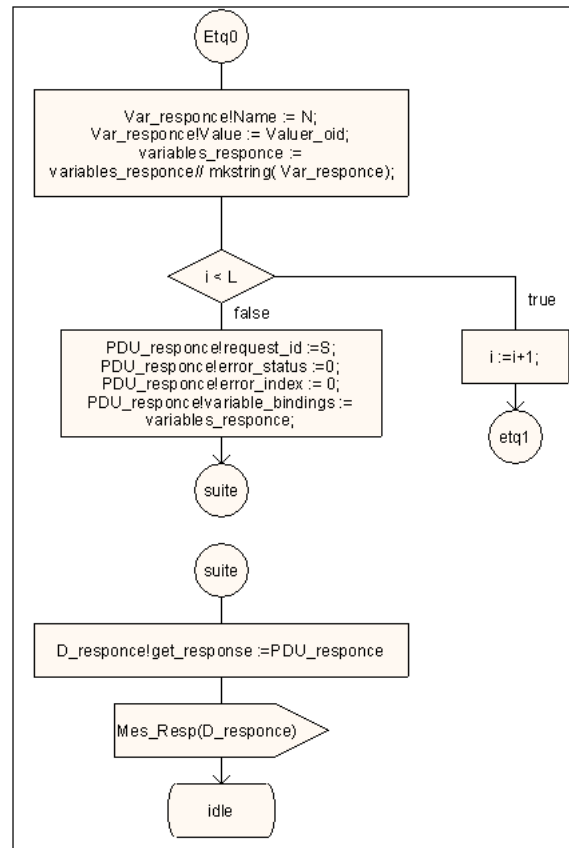 Etq0
Var_responce!Name := N;
Var_responce!Value := Valuer_oid;
variables_responce :=
variables_responce// mkstring( Var_responce);
i < L
true
false
PDU_responce!request_id :=S;
PDU_responce!error_status :=0;
PDU_responce!error_index := 0;
PDU_responce!variable_bindings :=
variables_responce;
i :=i+1;
etq1
suite
suite
D_responce!get_response :=PDU_responce
Mes_Resp(D_responce)
idle